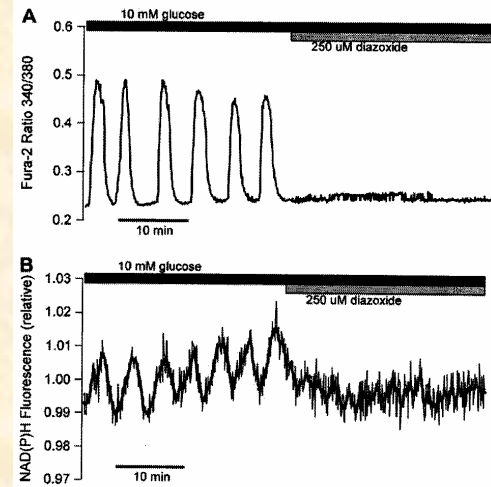 A
10 mM glucose
250 uM diazoxide
Fura-2 Ratio 340/380
0.6
0.5
0.4
0.3
0.2
10 min
B
10 mM glucose
250 uM diazoxide
NAD(P)H Fluorescence (relative)
1.03
1.02
1.01
1.00
0.99
0.98
0.97
10 min